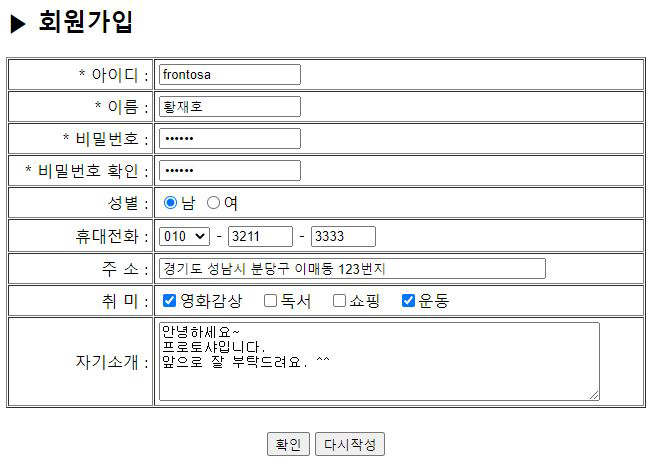 ▶ 회원가입
* 아이디 : frontosa
* 이름 : 황재호
* 비밀번호 : ••••••
* 비밀번호 확인 : ••••••
성별 : 남 여
휴대전화 : 010 - 3211 - 3333
주 소 : 경기도 성남시 분당구 이매동 123번지
취 미 : 영화감상 독서 쇼핑 운동
자기소개 : 안녕하세요~
프로토샤입니다.
앞으로 잘 부탁드려요. ^^
확인 다시작성